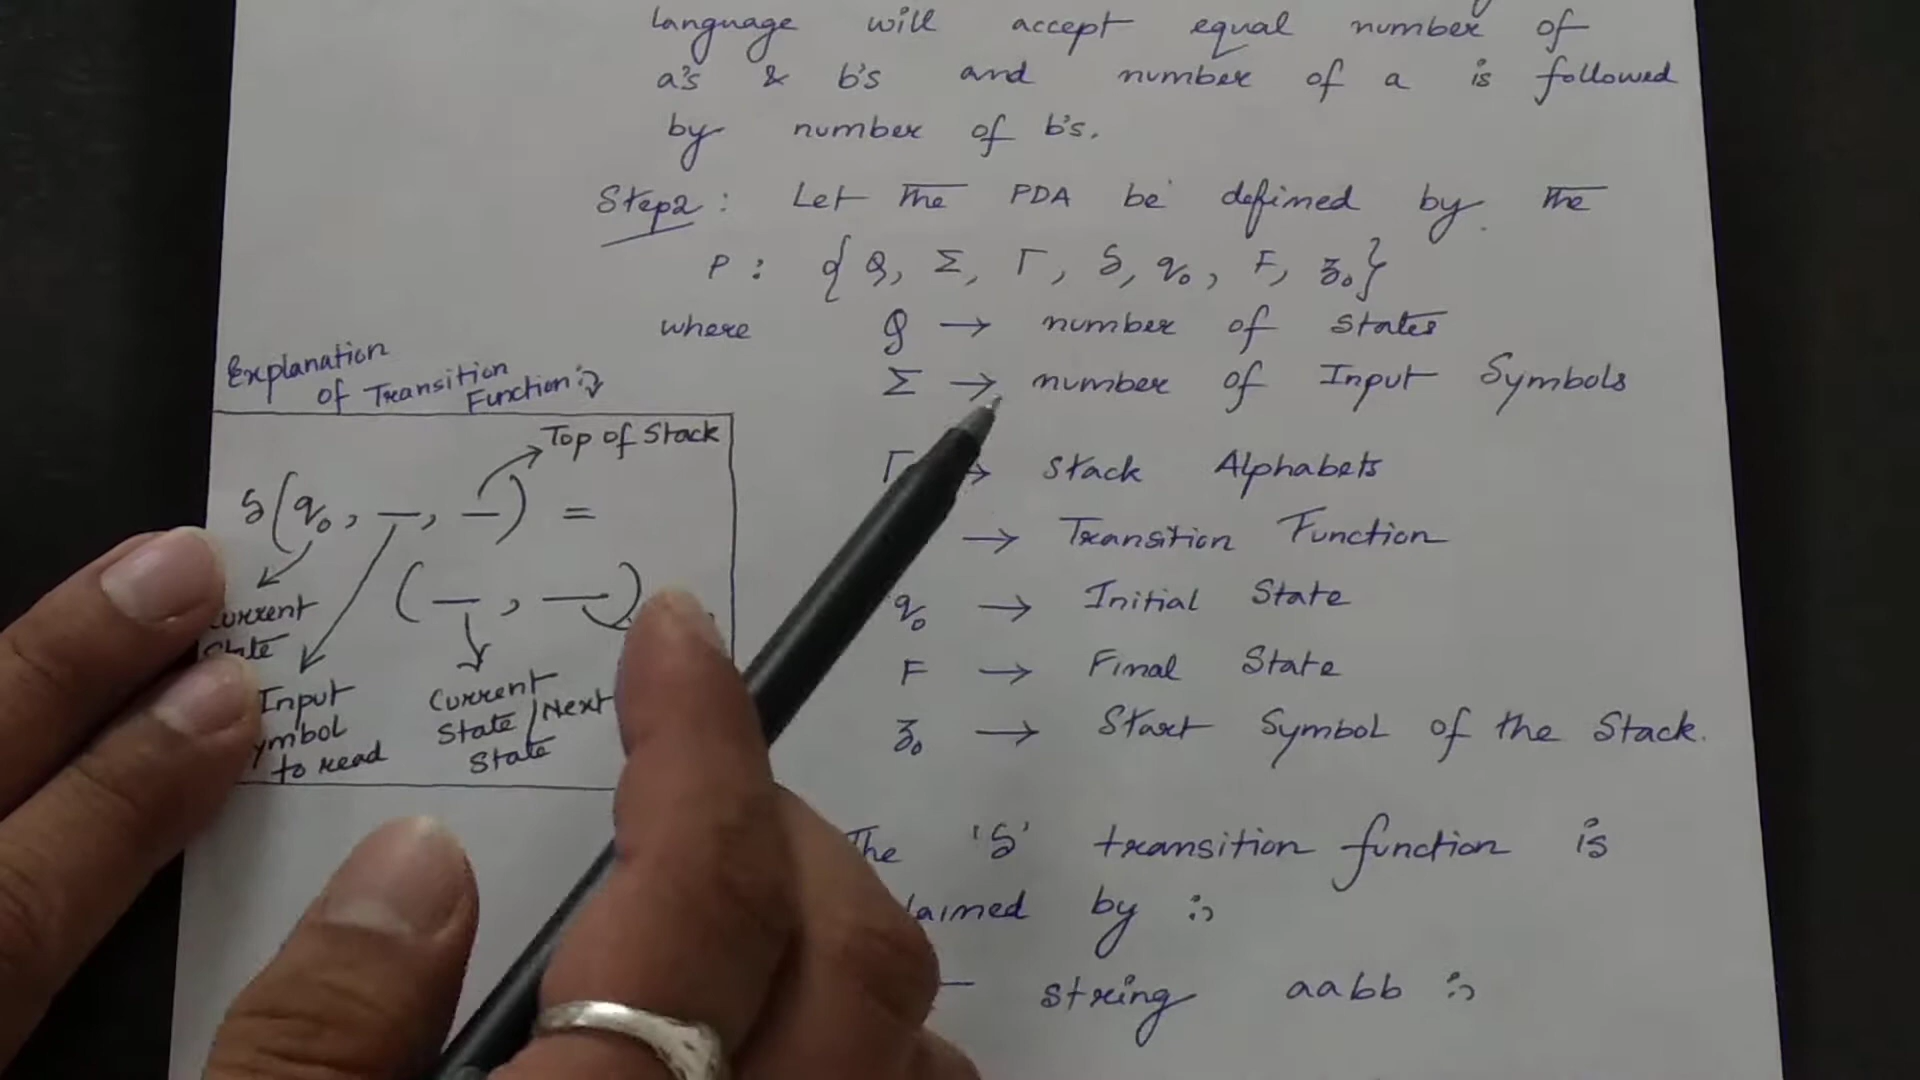 language will accept equal number of
a's & b's and number of a is followed
by number of b's.
Step2 : Let the PDA be defined by the
P : { Q, Σ, Γ, δ, q₀, F, z₀}
where Q → number of states
Σ → number of Input Symbols
Γ → Stack Alphabets
→ Transition Function
q₀ → Initial State
F → Final State
z₀ → Start Symbol of the Stack.
The 'δ' transition function is
by :->
string aabb :->
Explanation
of Transition
Function:->
Top of Stack
δ(q₀, —, —) =
( — , — )
Current
State
Input
ymbol
to read
Current
State / Next
State